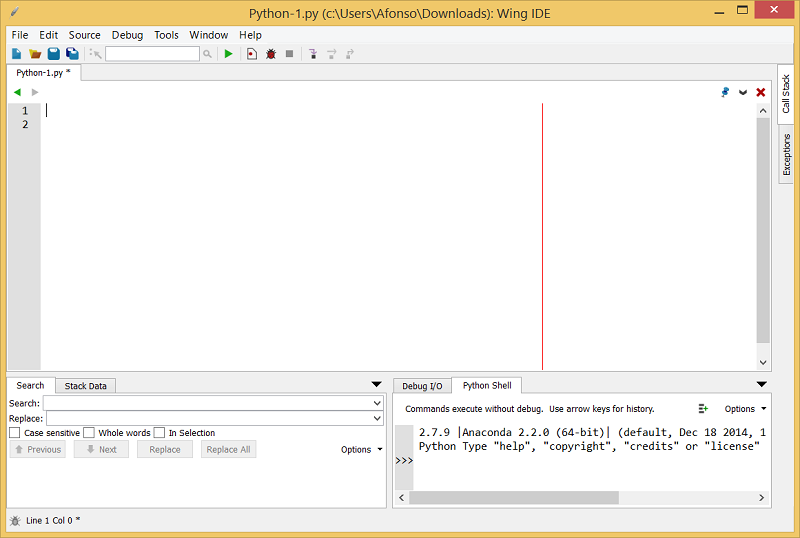 Python-1.py (c:\Users\Afonso\Downloads): Wing IDE
File Edit Source Debug Tools Window Help
Python-1.py *
1
2
Call Stack
Exceptions
Search Stack Data
Search:
Replace:
Case sensitive Whole words In Selection
Previous Next Replace Replace All Options
Debug I/O Python Shell
Commands execute without debug. Use arrow keys for history. Options
2.7.9 |Anaconda 2.2.0 (64-bit)| (default, Dec 18 2014, 1
Python Type "help", "copyright", "credits" or "license"
>>>
Line 1 Col 0 *